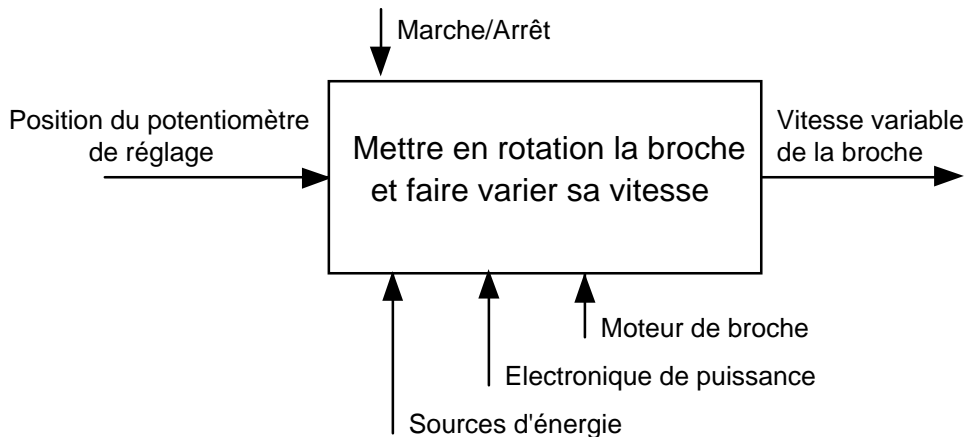 Marche/Arrêt
Position du potentiomètre
de réglage
Mettre en rotation la broche
et faire varier sa vitesse
Vitesse variable
de la broche
Moteur de broche
Electronique de puissance
Sources d'énergie